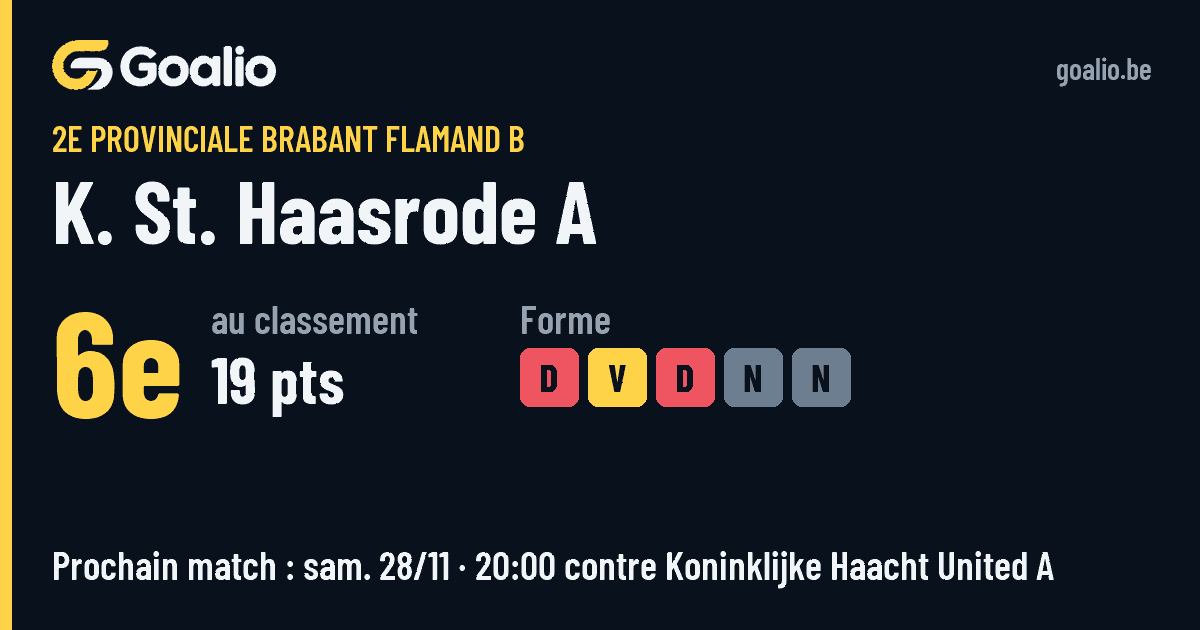 Goalio
goalio.be
2E PROVINCIALE BRABANT FLAMAND B
K. St. Haasrode A
6e
au classement
19 pts
Forme
D V D N N
Prochain match : sam. 28/11 · 20:00 contre Koninklijke Haacht United A